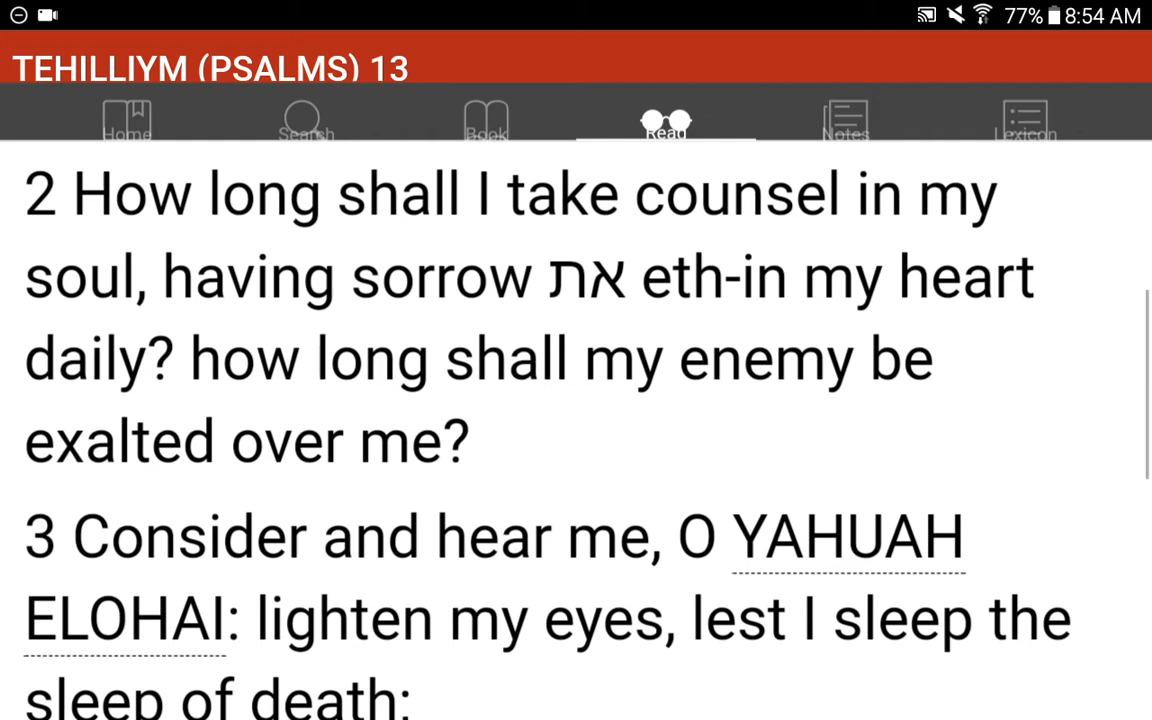 77% 8:54 AM
TEHILLIYM (PSALMS) 13
Home Search Book Read Notes Lexicon
2 How long shall I take counsel in my
soul, having sorrow את eth-in my heart
daily? how long shall my enemy be
exalted over me?
3 Consider and hear me, O YAHUAH
ELOHAI: lighten my eyes, lest I sleep the
sleep of death;